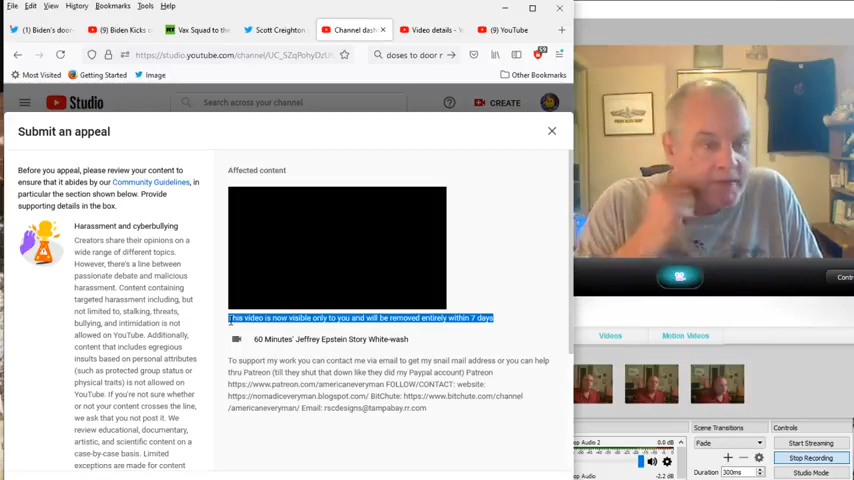 File Edit View History Bookmarks Tools Help
(1) Biden's door-
(9) Biden Kicks o
Vax Squad to the
Scott Creighton
Channel dash
Video details - Y
(9) YouTube
https://studio.youtube.com/channel/UC_SZqPohyDzU
doses to door r
59
Most Visited Getting Started Image Other Bookmarks
Studio Search across your channel CREATE
Submit an appeal
Before you appeal, please review your content to
ensure that it abides by our Community Guidelines, in
particular the section shown below. Provide
supporting details in the box.
Harassment and cyberbullying
Creators share their opinions on a
wide range of different topics.
However, there's a line between
passionate debate and malicious
harassment. Content containing
targeted harassment including, but
not limited to, stalking, threats,
bullying, and intimidation is not
allowed on YouTube. Additionally,
content that includes egregious
insults based on personal attributes
(such as protected group status or
physical traits) is not allowed on
YouTube. If you're not sure whether
or not your content crosses the line,
we ask that you not post it. We
review educational, documentary,
artistic, and scientific content on a
case-by-case basis. Limited
exceptions are made for content
Affected content
This video is now visible only to you and will be removed entirely within 7 days
60 Minutes' Jeffrey Epstein Story White-wash
To support my work you can contact me via email to get my snail mail address or you can help
thru Patreon (till they shut that down like they did my Paypal account) Patreon
https://www.patreon.com/americaneveryman FOLLOW/CONTACT: website:
https://nomadiceveryman.blogspot.com/ BitChute: https://www.bitchute.com/channel
/americaneveryman Email: rscdesigns@tampabay.rr.com
Contr
Videos Motion Videos
Audio 2 0.0 dB
Scene Transitions
Controls
Fade
Start Streaming
Stop Recording
Duration 300ms
Studio Mode
op Audio -2.2 dB